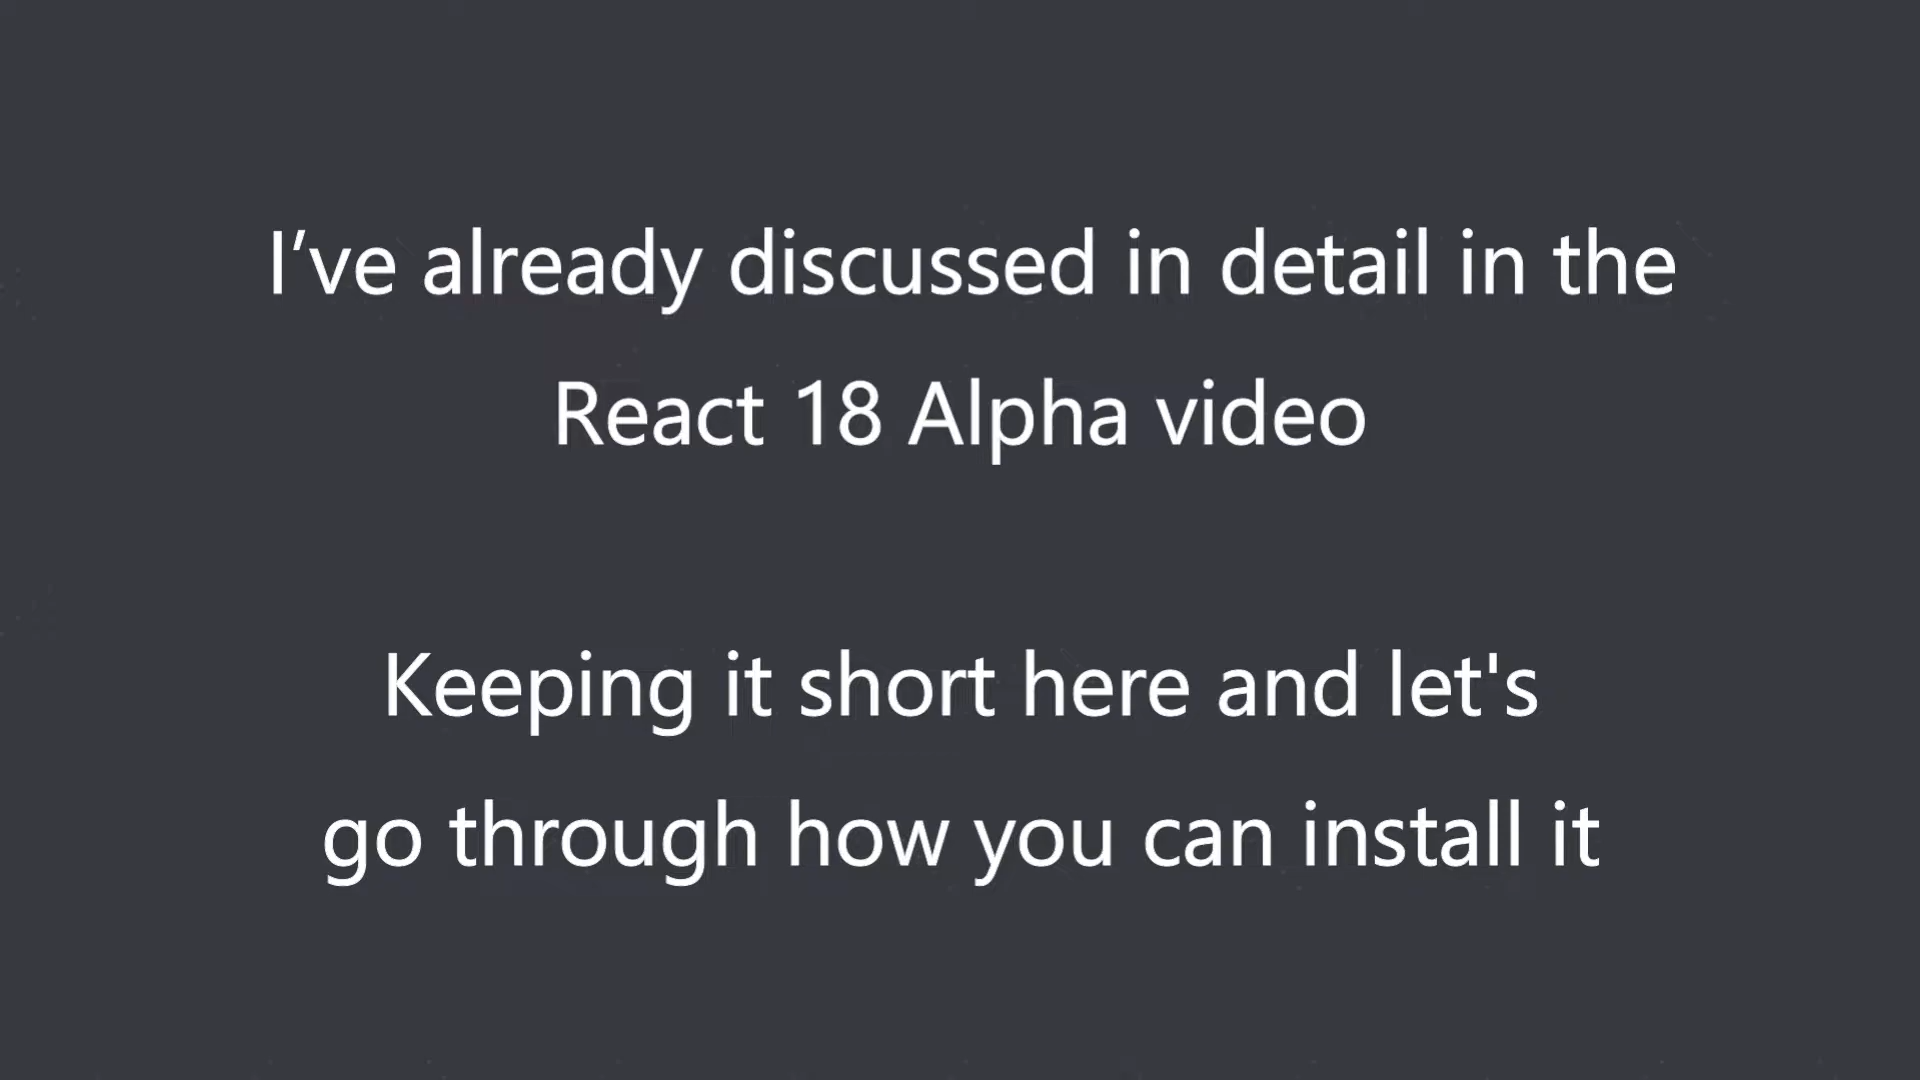 I’ve already discussed in detail in the
React 18 Alpha video
Keeping it short here and let's
go through how you can install it